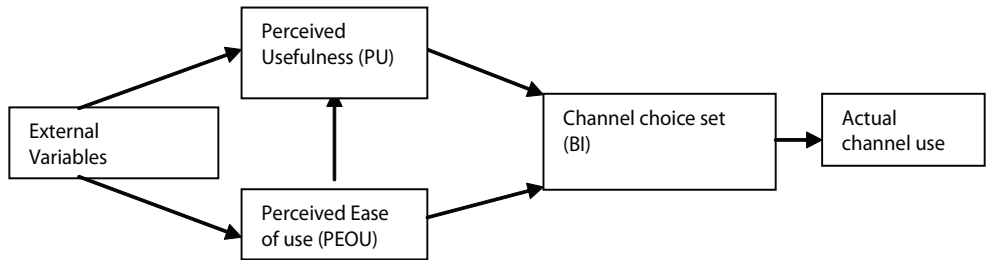 Perceived
Usefulness (PU)
External
Variables
Channel choice set
(BI)
Actual
channel use
Perceived Ease
of use (PEOU)